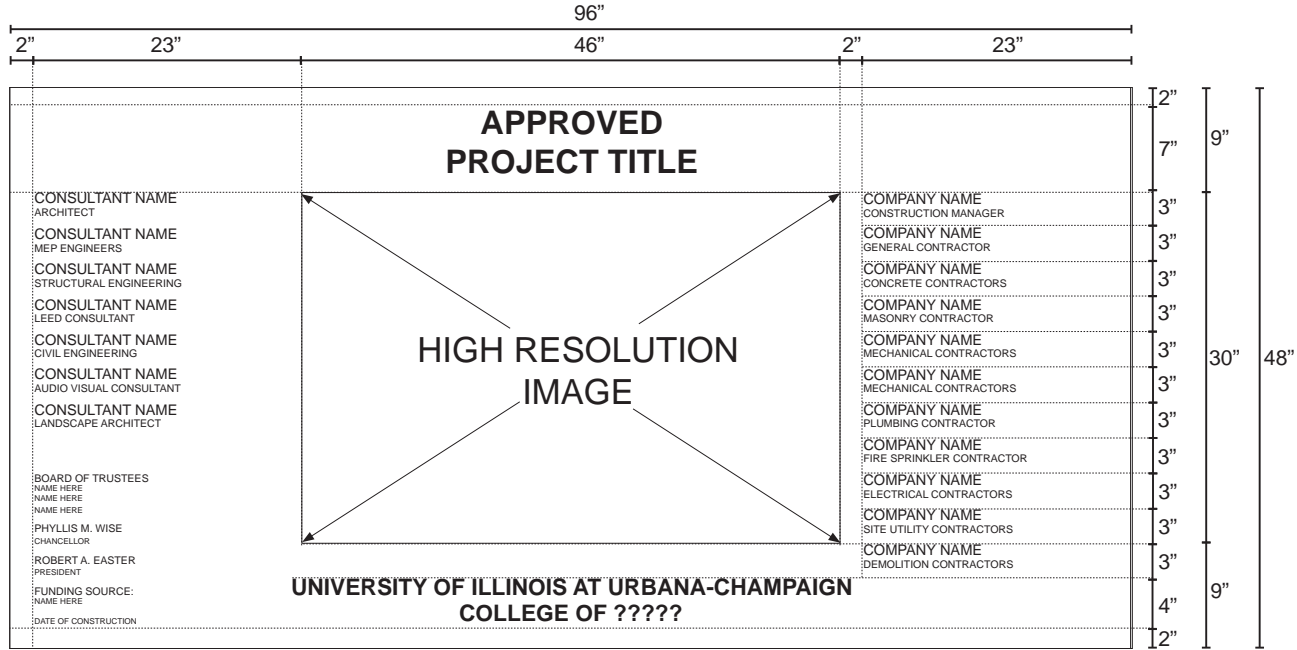 96”
2”
23”
46”
2”
23”
APPROVED
PROJECT TITLE
CONSULTANT NAME
ARCHITECT
CONSULTANT NAME
MEP ENGINEERS
CONSULTANT NAME
STRUCTURAL ENGINEERING
CONSULTANT NAME
LEED CONSULTANT
CONSULTANT NAME
CIVIL ENGINEERING
CONSULTANT NAME
AUDIO VISUAL CONSULTANT
CONSULTANT NAME
LANDSCAPE ARCHITECT
BOARD OF TRUSTEES
NAME HERE
NAME HERE
NAME HERE
PHYLLIS M. WISE
CHANCELLOR
ROBERT A. EASTER
PRESIDENT
FUNDING SOURCE:
NAME HERE
DATE OF CONSTRUCTION
HIGH RESOLUTION
IMAGE
UNIVERSITY OF ILLINOIS AT URBANA-CHAMPAIGN
COLLEGE OF ?????
COMPANY NAME
CONSTRUCTION MANAGER
COMPANY NAME
GENERAL CONTRACTOR
COMPANY NAME
CONCRETE CONTRACTORS
COMPANY NAME
MASONRY CONTRACTOR
COMPANY NAME
MECHANICAL CONTRACTORS
COMPANY NAME
MECHANICAL CONTRACTORS
COMPANY NAME
PLUMBING CONTRACTOR
COMPANY NAME
FIRE SPRINKLER CONTRACTOR
COMPANY NAME
ELECTRICAL CONTRACTORS
COMPANY NAME
SITE UTILITY CONTRACTORS
COMPANY NAME
DEMOLITION CONTRACTORS
2”
7”
3”
3”
3”
3”
3”
3”
3”
3”
3”
3”
3”
4”
2”
9”
30”
9”
48”